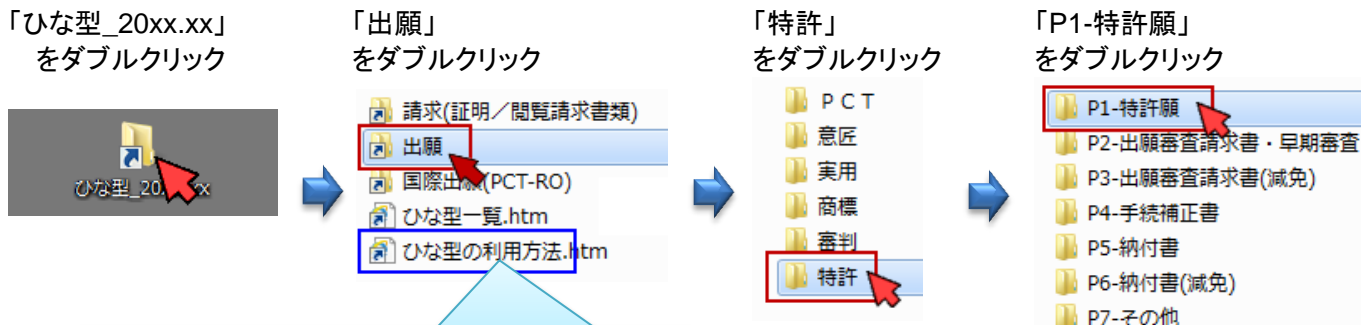 「ひな型_20xx.xx」
をダブルクリック
ひな型_20 xx
「出願」
をダブルクリック
請求(証明／閲覧請求書類)
出願
国際出願(PCT-RO)
ひな型一覧.htm
ひな型の利用方法.htm
「特許」
をダブルクリック
ＰＣＴ
意匠
実用
商標
審判
特許
「P1-特許願」
をダブルクリック
P1-特許願
P2-出願審査請求書・早期審査
P3-出願審査請求書(減免)
P4-手続補正書
P5-納付書
P6-納付書(減免)
P7-その他